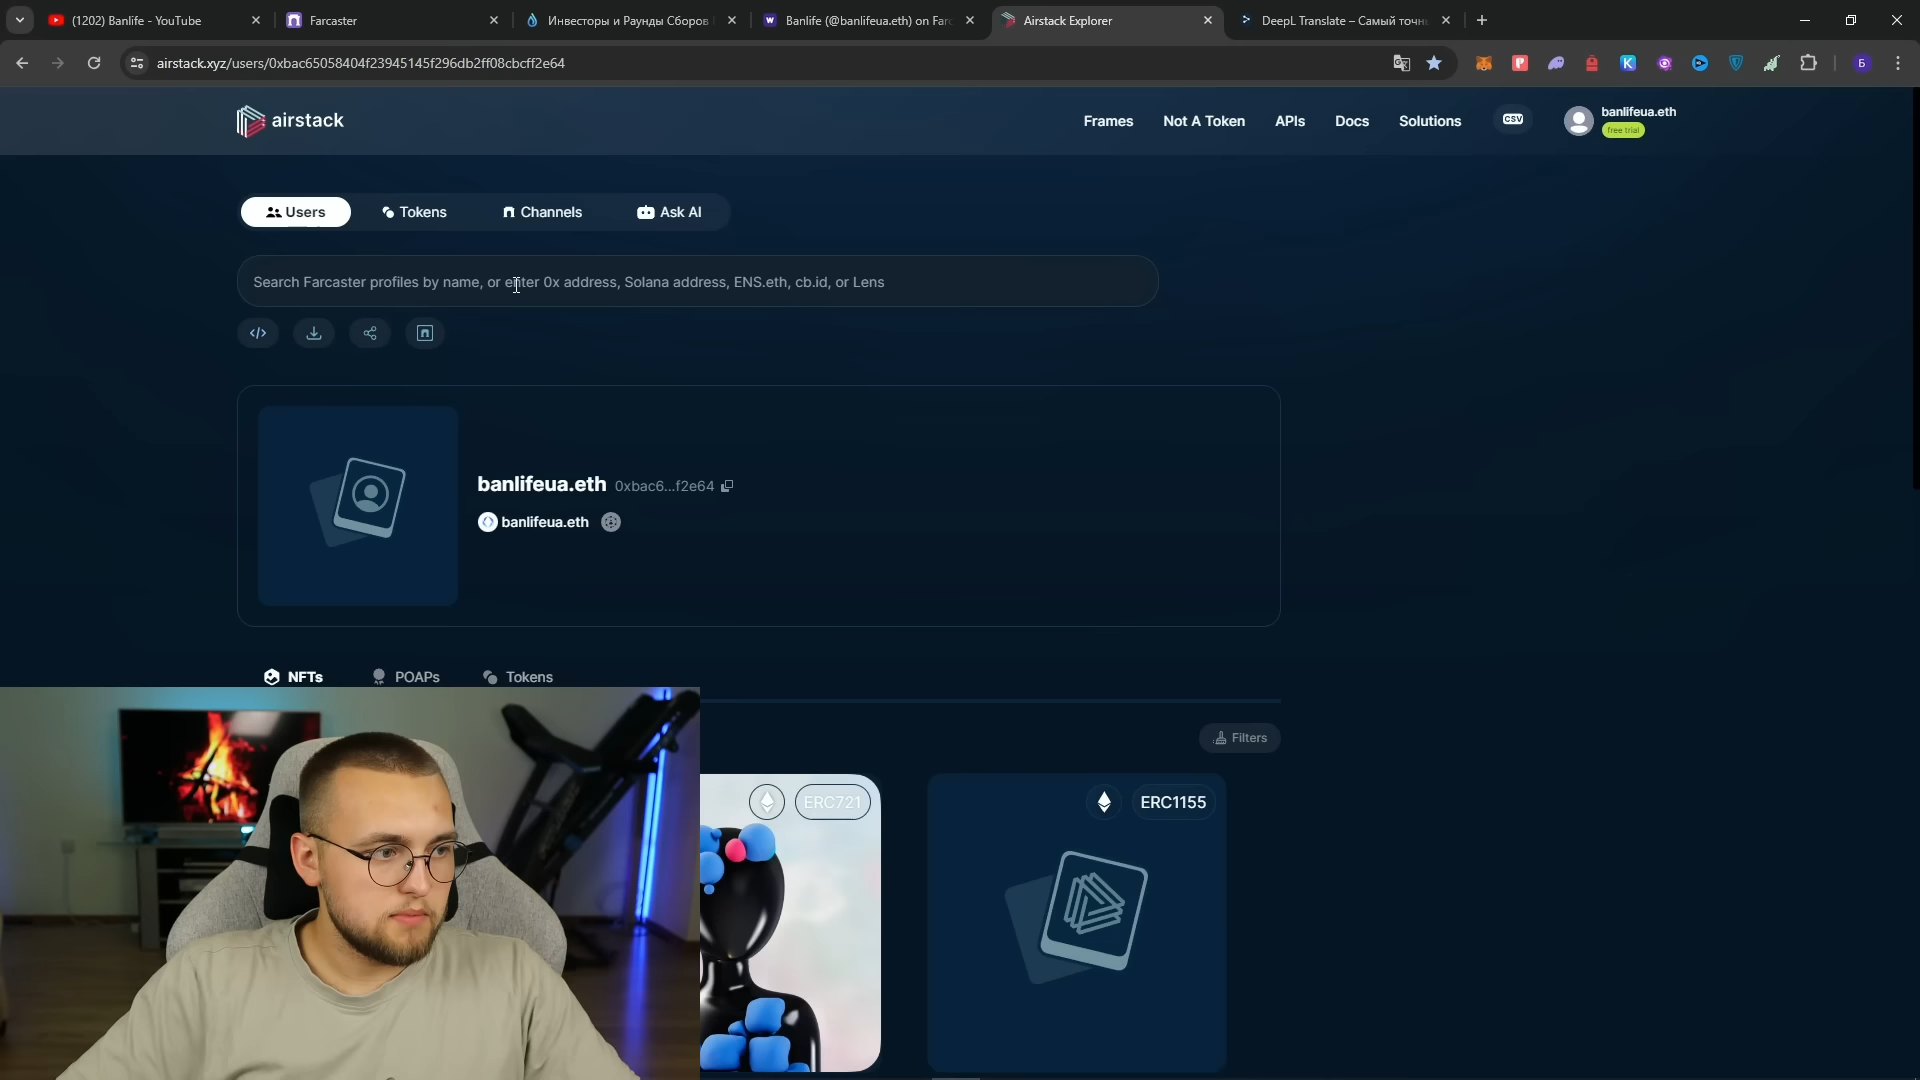 (1202) Banlife - YouTube
Farcaster
Инвесторы и Раунды Сборов
Banlife (@banlifeua.eth) on Farc
Airstack Explorer
DeepL Translate – Самый точн
airstack.xyz/users/0xbac65058404f23945145f296db2ff08cbcff2e64
Б
airstack
Frames
Not A Token
APIs
Docs
Solutions
CSV
banlifeua.eth
free trial
Users
Tokens
Channels
Ask AI
Search Farcaster profiles by name, or enter 0x address, Solana address, ENS.eth, cb.id, or Lens
banlifeua.eth 0xbac6...f2e64
banlifeua.eth
NFTs
POAPs
Tokens
Filters
ERC721
ERC1155